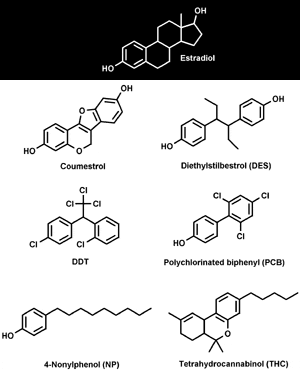 OH
Estradiol
HO
OH
O
HO
O
Coumestrol
OH
HO
Diethylstilbestrol (DES)
Cl
Cl
Cl
Cl
Cl
DDT
Cl
Cl
Cl
HO
Polychlorinated biphenyl (PCB)
HO
4-Nonylphenol (NP)
O
Tetrahydrocannabinol (THC)